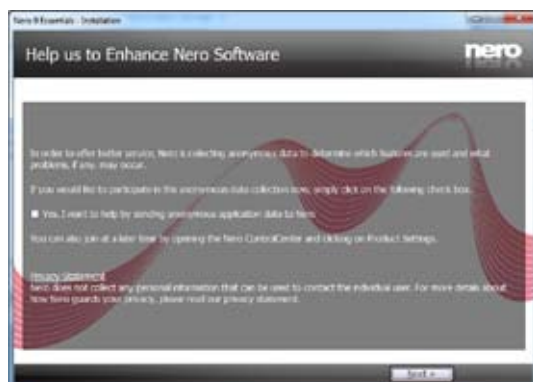 Nero 9 Essentials - Installation
Help us to Enhance Nero Software
nero
In order to offer better service, Nero is collecting anonymous data to determine which features are used and what
problems, if any, may occur.
If you would like to participate in this anonymous data collection now, simply click on the following check box.
Yes, I want to help by sending anonymous application data to Nero
You can also join at a later time by opening the Nero ControlCenter and clicking on Product Settings.
Privacy Statement
Nero does not collect any personal information that can be used to contact the individual user. For more details about
how Nero guards your privacy, please read our privacy statement.
Next >